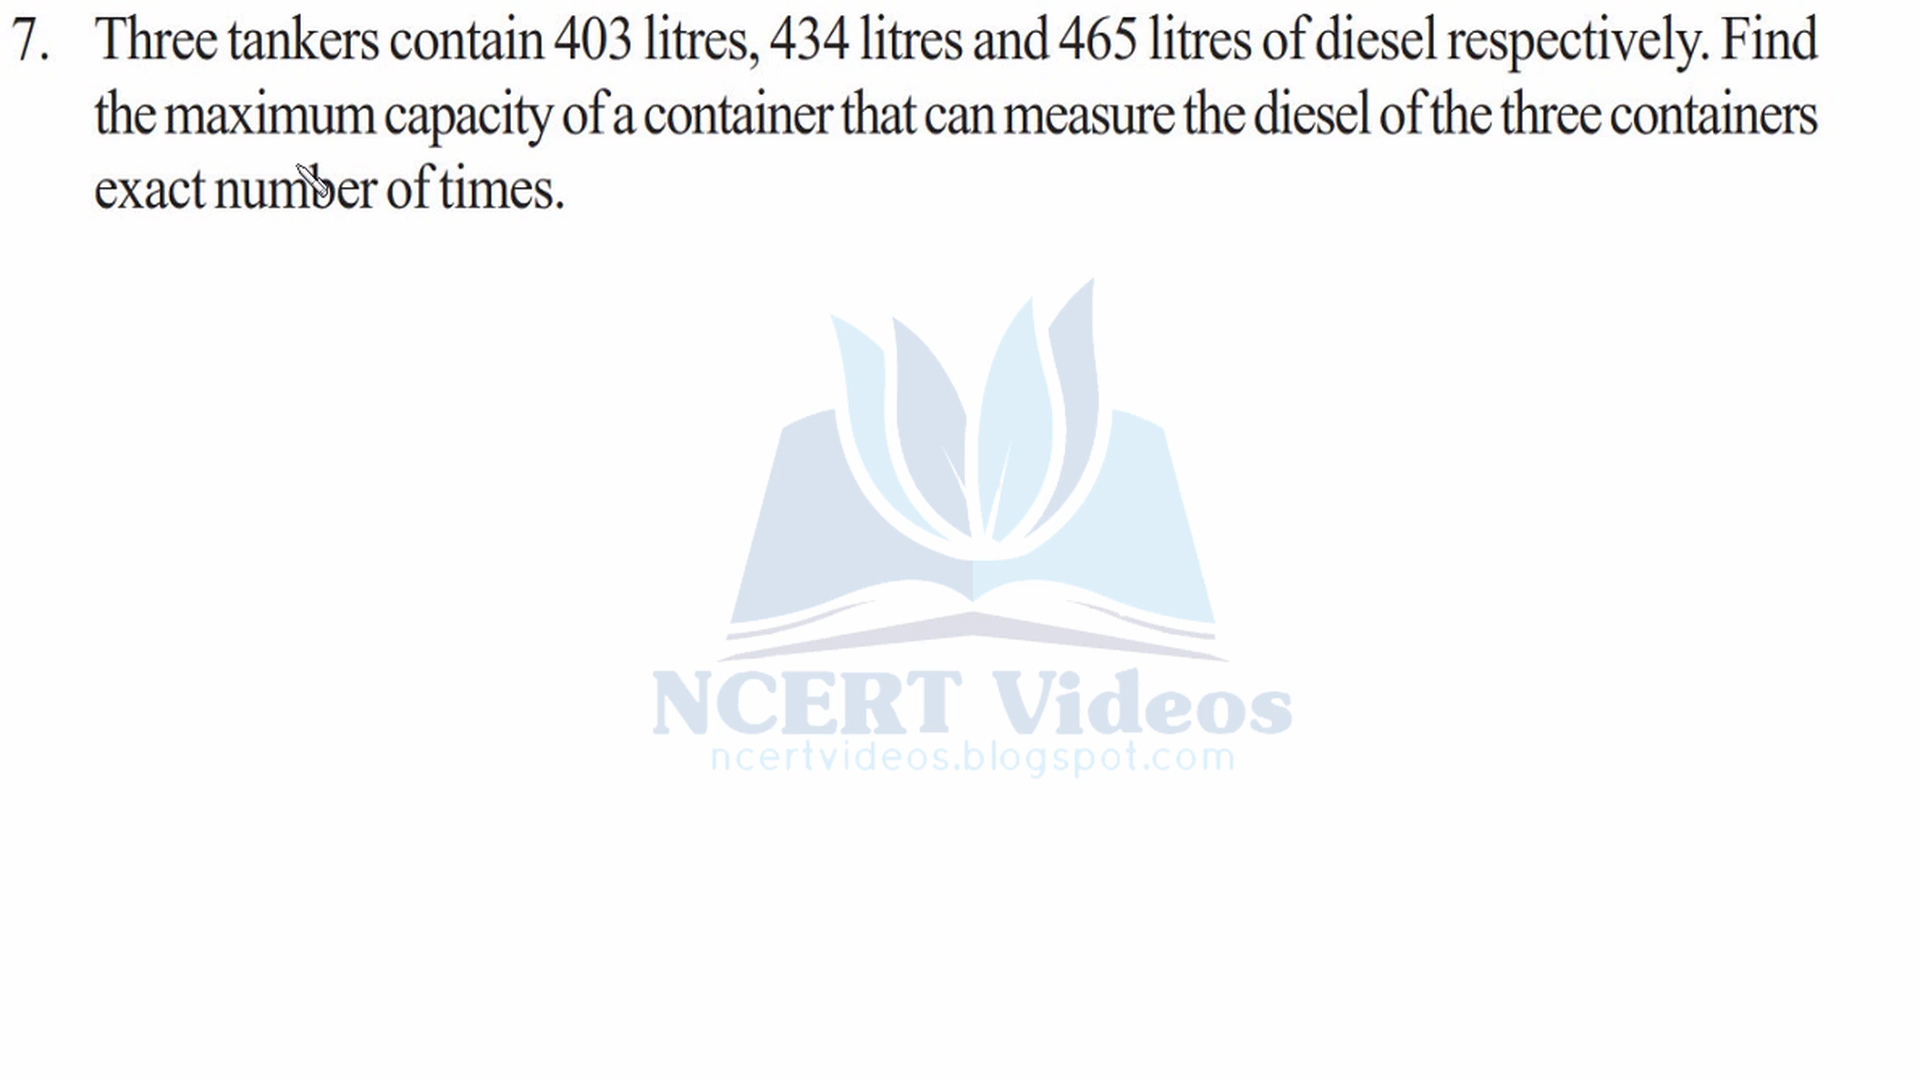 7. Three tankers contain 403 litres, 434 litres and 465 litres of diesel respectively. Find
the maximum capacity of a container that can measure the diesel of the three containers
exact number of times.
NCERT Videos
ncertvideos.blogspot.com